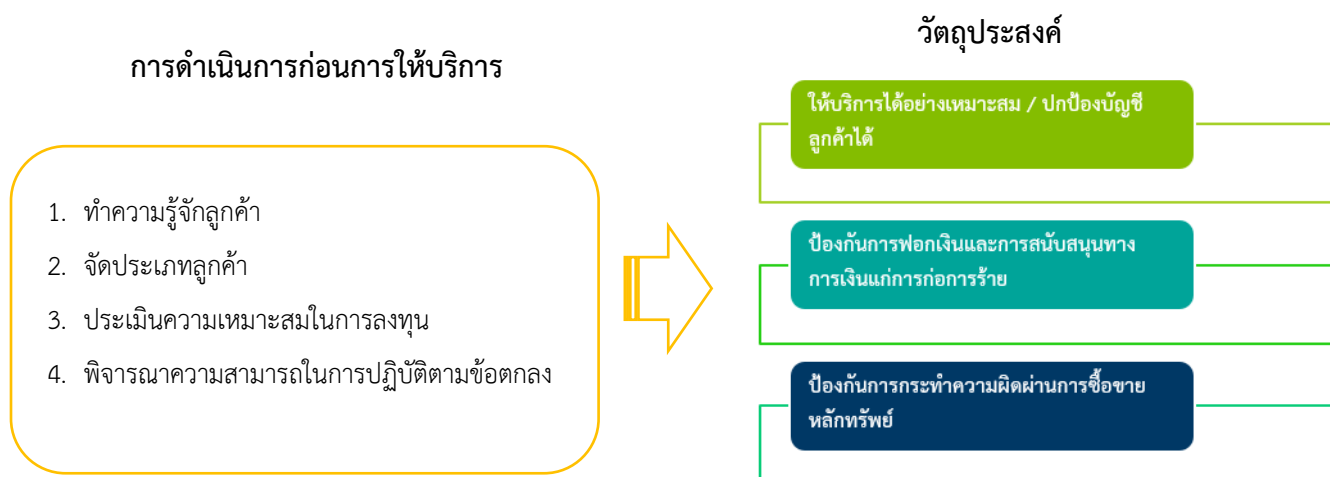 การดำเนินการก่อนการให้บริการ
1. ทำความรู้จักลูกค้า
2. จัดประเภทลูกค้า
3. ประเมินความเหมาะสมในการลงทุน
4. พิจารณาความสามารถในการปฏิบัติตามข้อตกลง
วัตถุประสงค์
ให้บริการได้อย่างเหมาะสม / ปกป้องบัญชี
ลูกค้าได้
ป้องกันการฟอกเงินและการสนับสนุนทาง
การเงินแก่การก่อการร้าย
ป้องกันการกระทำความผิดผ่านการซื้อขาย
หลักทรัพย์